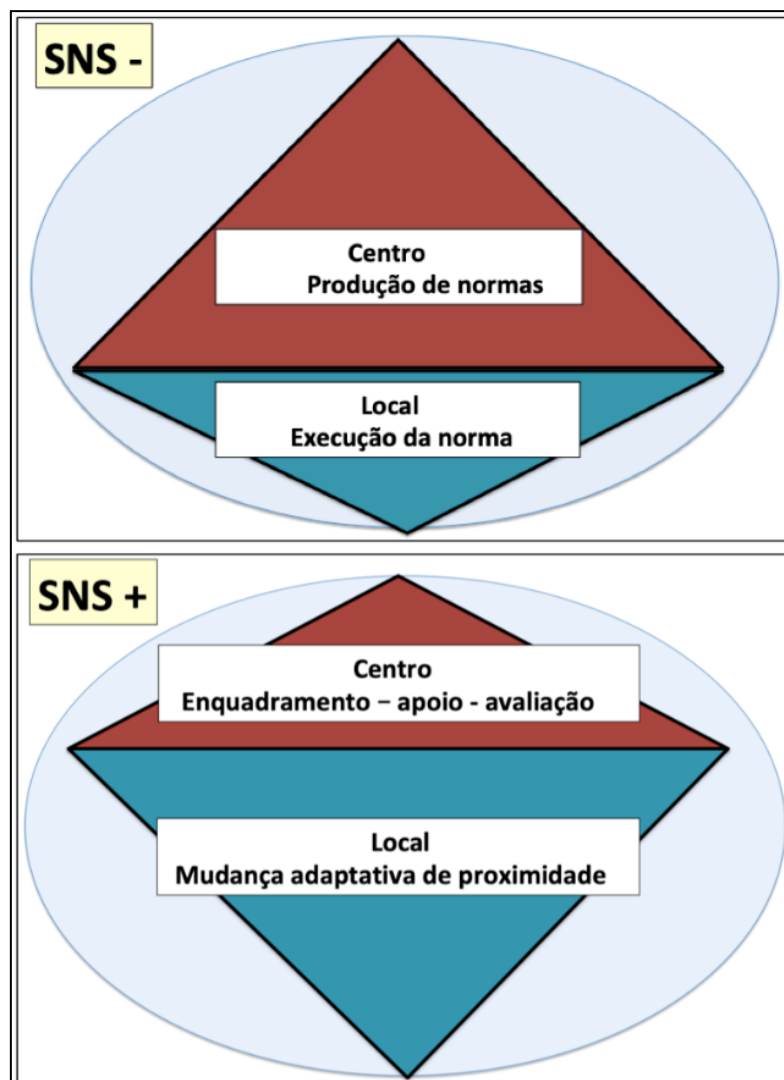 SNS -
Centro
Produção de normas
Local
Execução da norma
SNS +
Centro
Enquadramento – apoio - avaliação
Local
Mudança adaptativa de proximidade